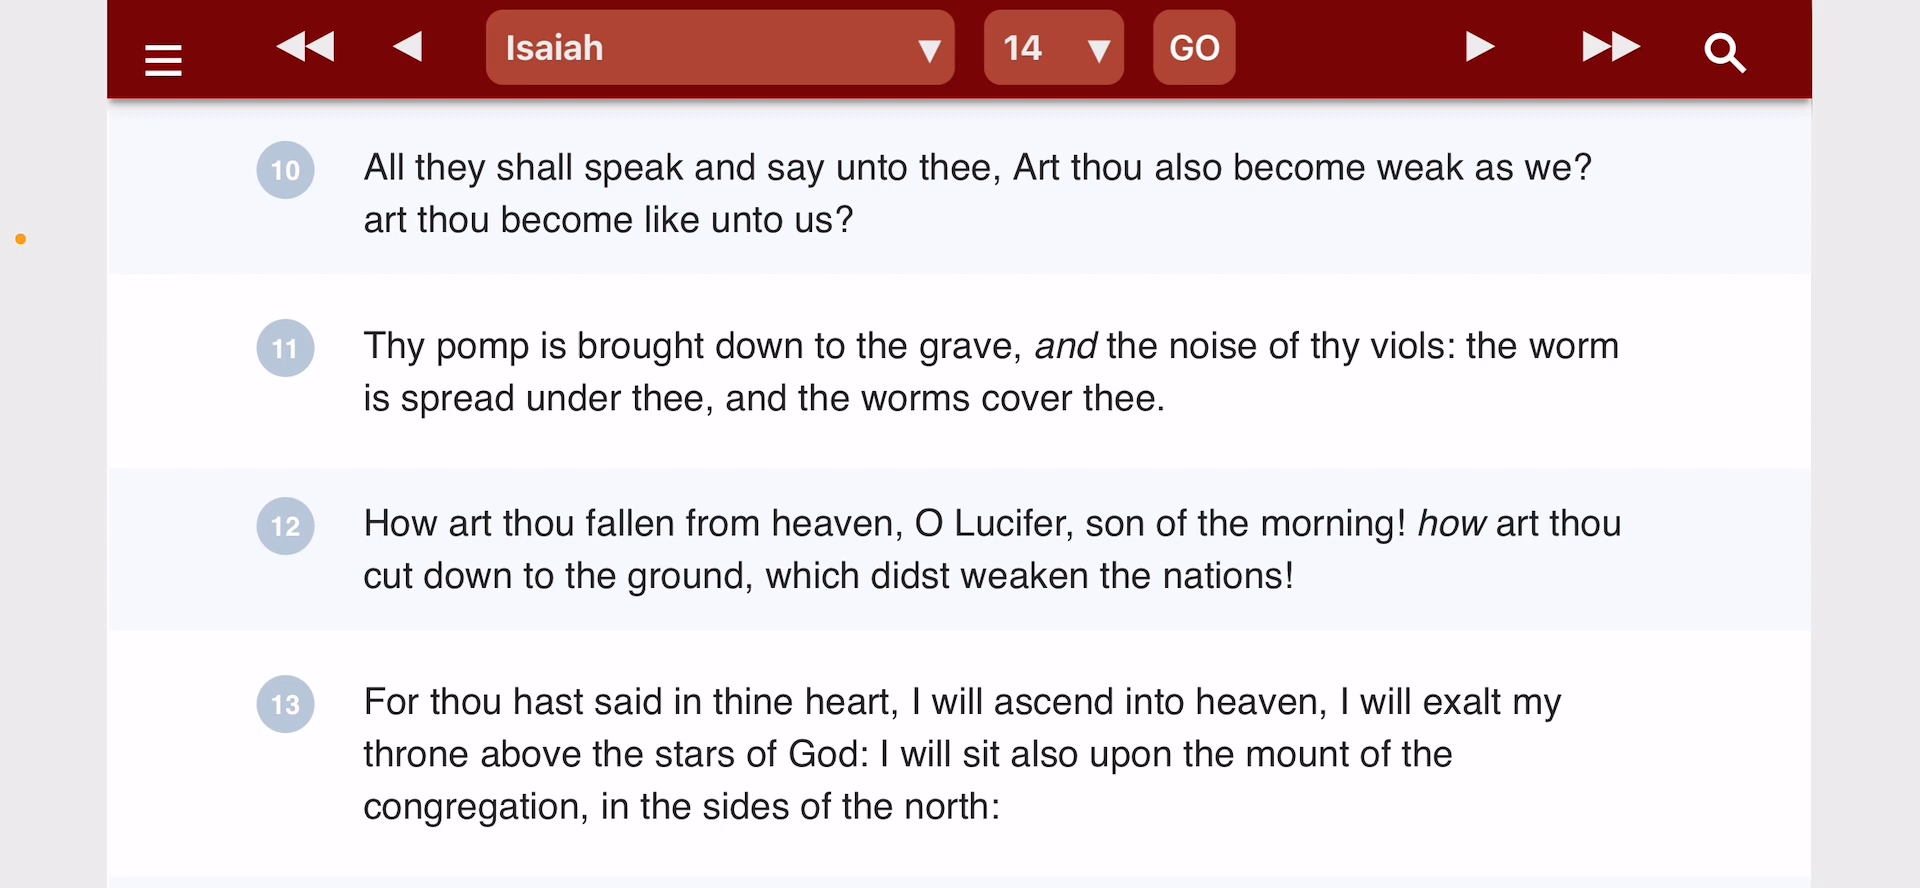 Isaiah 14 GO
10 All they shall speak and say unto thee, Art thou also become weak as we?
art thou become like unto us?
11 Thy pomp is brought down to the grave, and the noise of thy viols: the worm
is spread under thee, and the worms cover thee.
12 How art thou fallen from heaven, O Lucifer, son of the morning! how art thou
cut down to the ground, which didst weaken the nations!
13 For thou hast said in thine heart, I will ascend into heaven, I will exalt my
throne above the stars of God: I will sit also upon the mount of the
congregation, in the sides of the north: